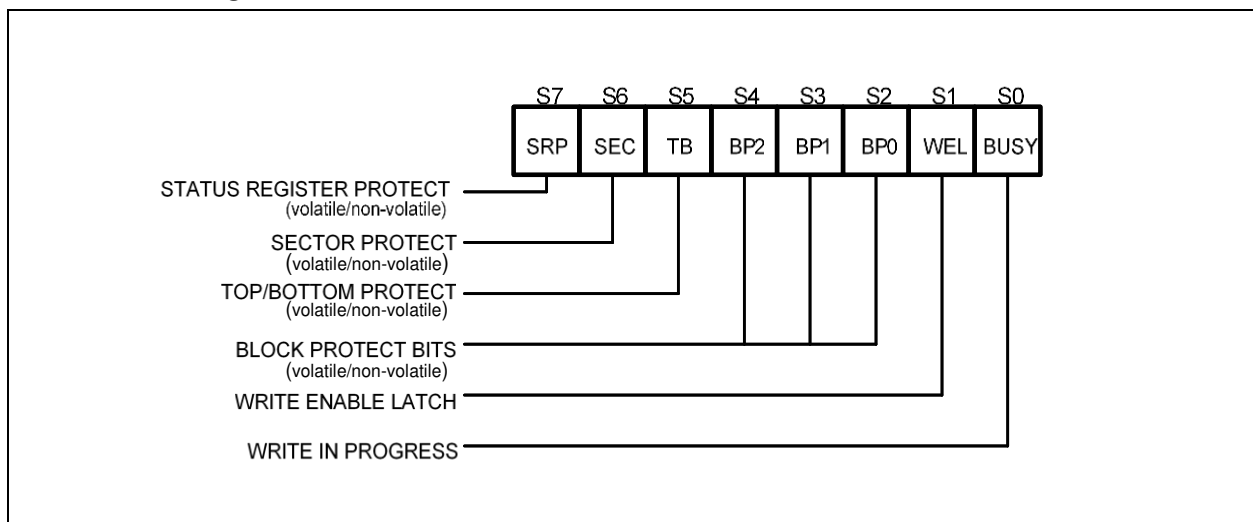 S7 S6 S5 S4 S3 S2 S1 S0
SRP SEC TB BP2 BP1 BP0 WEL BUSY
STATUS REGISTER PROTECT
(volatile/non-volatile)
SECTOR PROTECT
(volatile/non-volatile)
TOP/BOTTOM PROTECT
(volatile/non-volatile)
BLOCK PROTECT BITS
(volatile/non-volatile)
WRITE ENABLE LATCH
WRITE IN PROGRESS